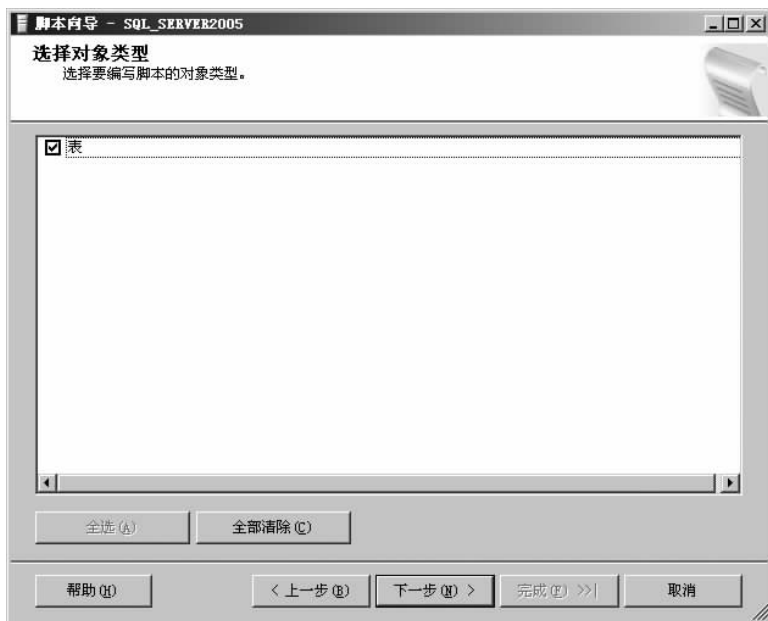 脚本向导 - SQL_SERVER2005
选择对象类型
选择要编写脚本的对象类型。
表
全选(A)
全部清除(C)
帮助(H)
< 上一步(B)
下一步(N) >
完成(F) >>|
取消